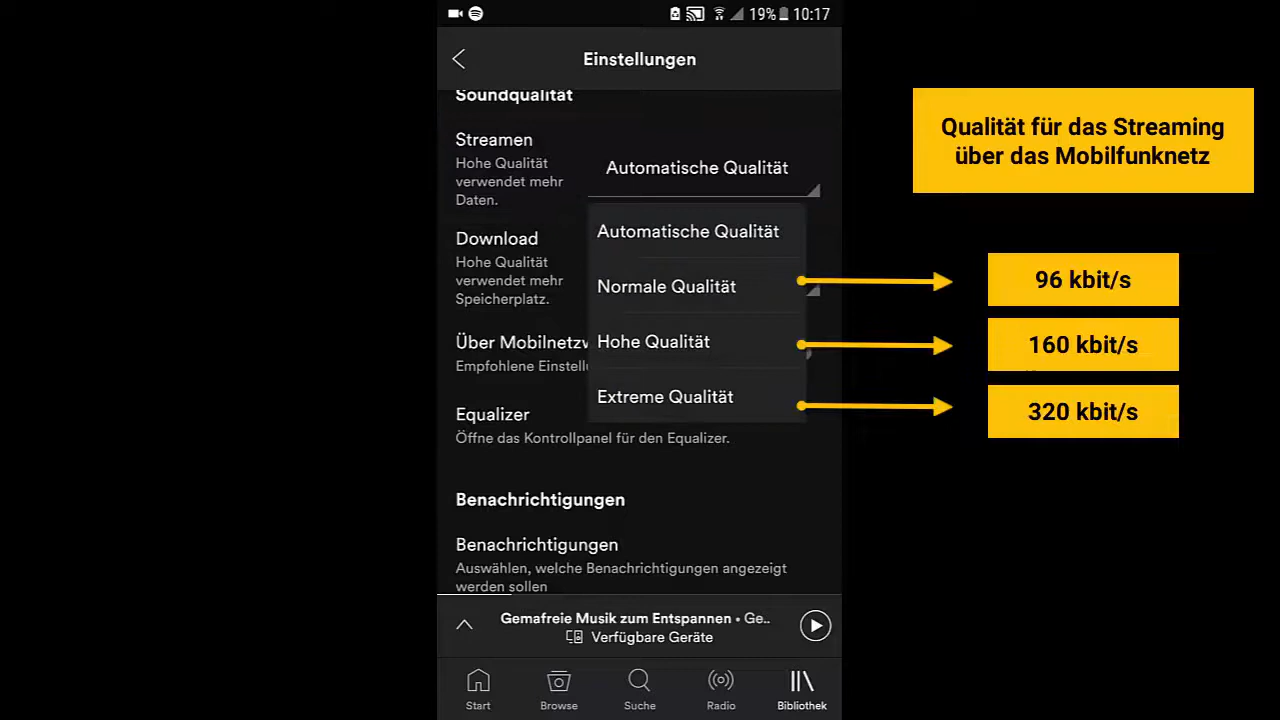 19% 10:17
Einstellungen
Soundqualität
Streamen
Hohe Qualität
verwendet mehr
Daten.
Automatische Qualität
Automatische Qualität
Normale Qualität
Hohe Qualität
Extreme Qualität
Download
Hohe Qualität
verwendet mehr
Speicherplatz.
Über Mobilnetzw
Empfohlene Einstellu
Equalizer
Öffne das Kontrollpanel für den Equalizer.
Benachrichtigungen
Benachrichtigungen
Auswählen, welche Benachrichtigungen angezeigt
werden sollen
Gemafreie Musik zum Entspannen • Ge..
Verfügbare Geräte
Start Browse Suche Radio Bibliothek
Qualität für das Streaming
über das Mobilfunknetz
96 kbit/s
160 kbit/s
320 kbit/s